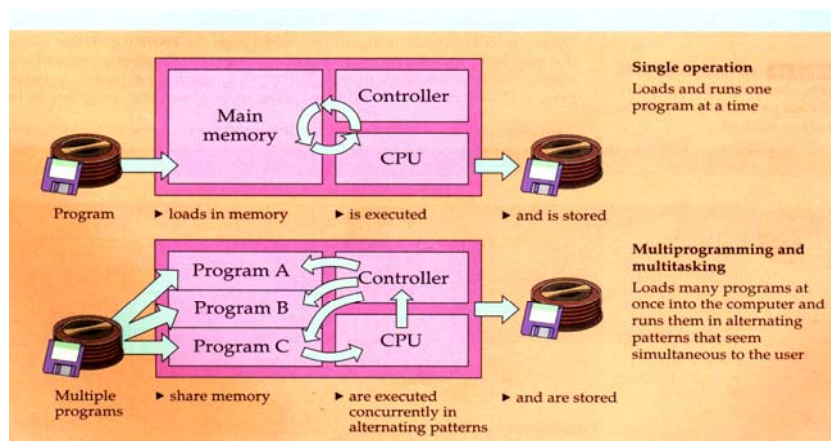 Single operation
Loads and runs one
program at a time
Main
memory
Controller
CPU
Program
► loads in memory
► is executed
► and is stored
Multiprogramming and
multitasking
Loads many programs at
once into the computer and
runs them in alternating
patterns that seem
simultaneous to the user
Program A
Program B
Program C
Controller
CPU
Multiple
programs
► share memory
► are executed
concurrently in
alternating patterns
► and are stored